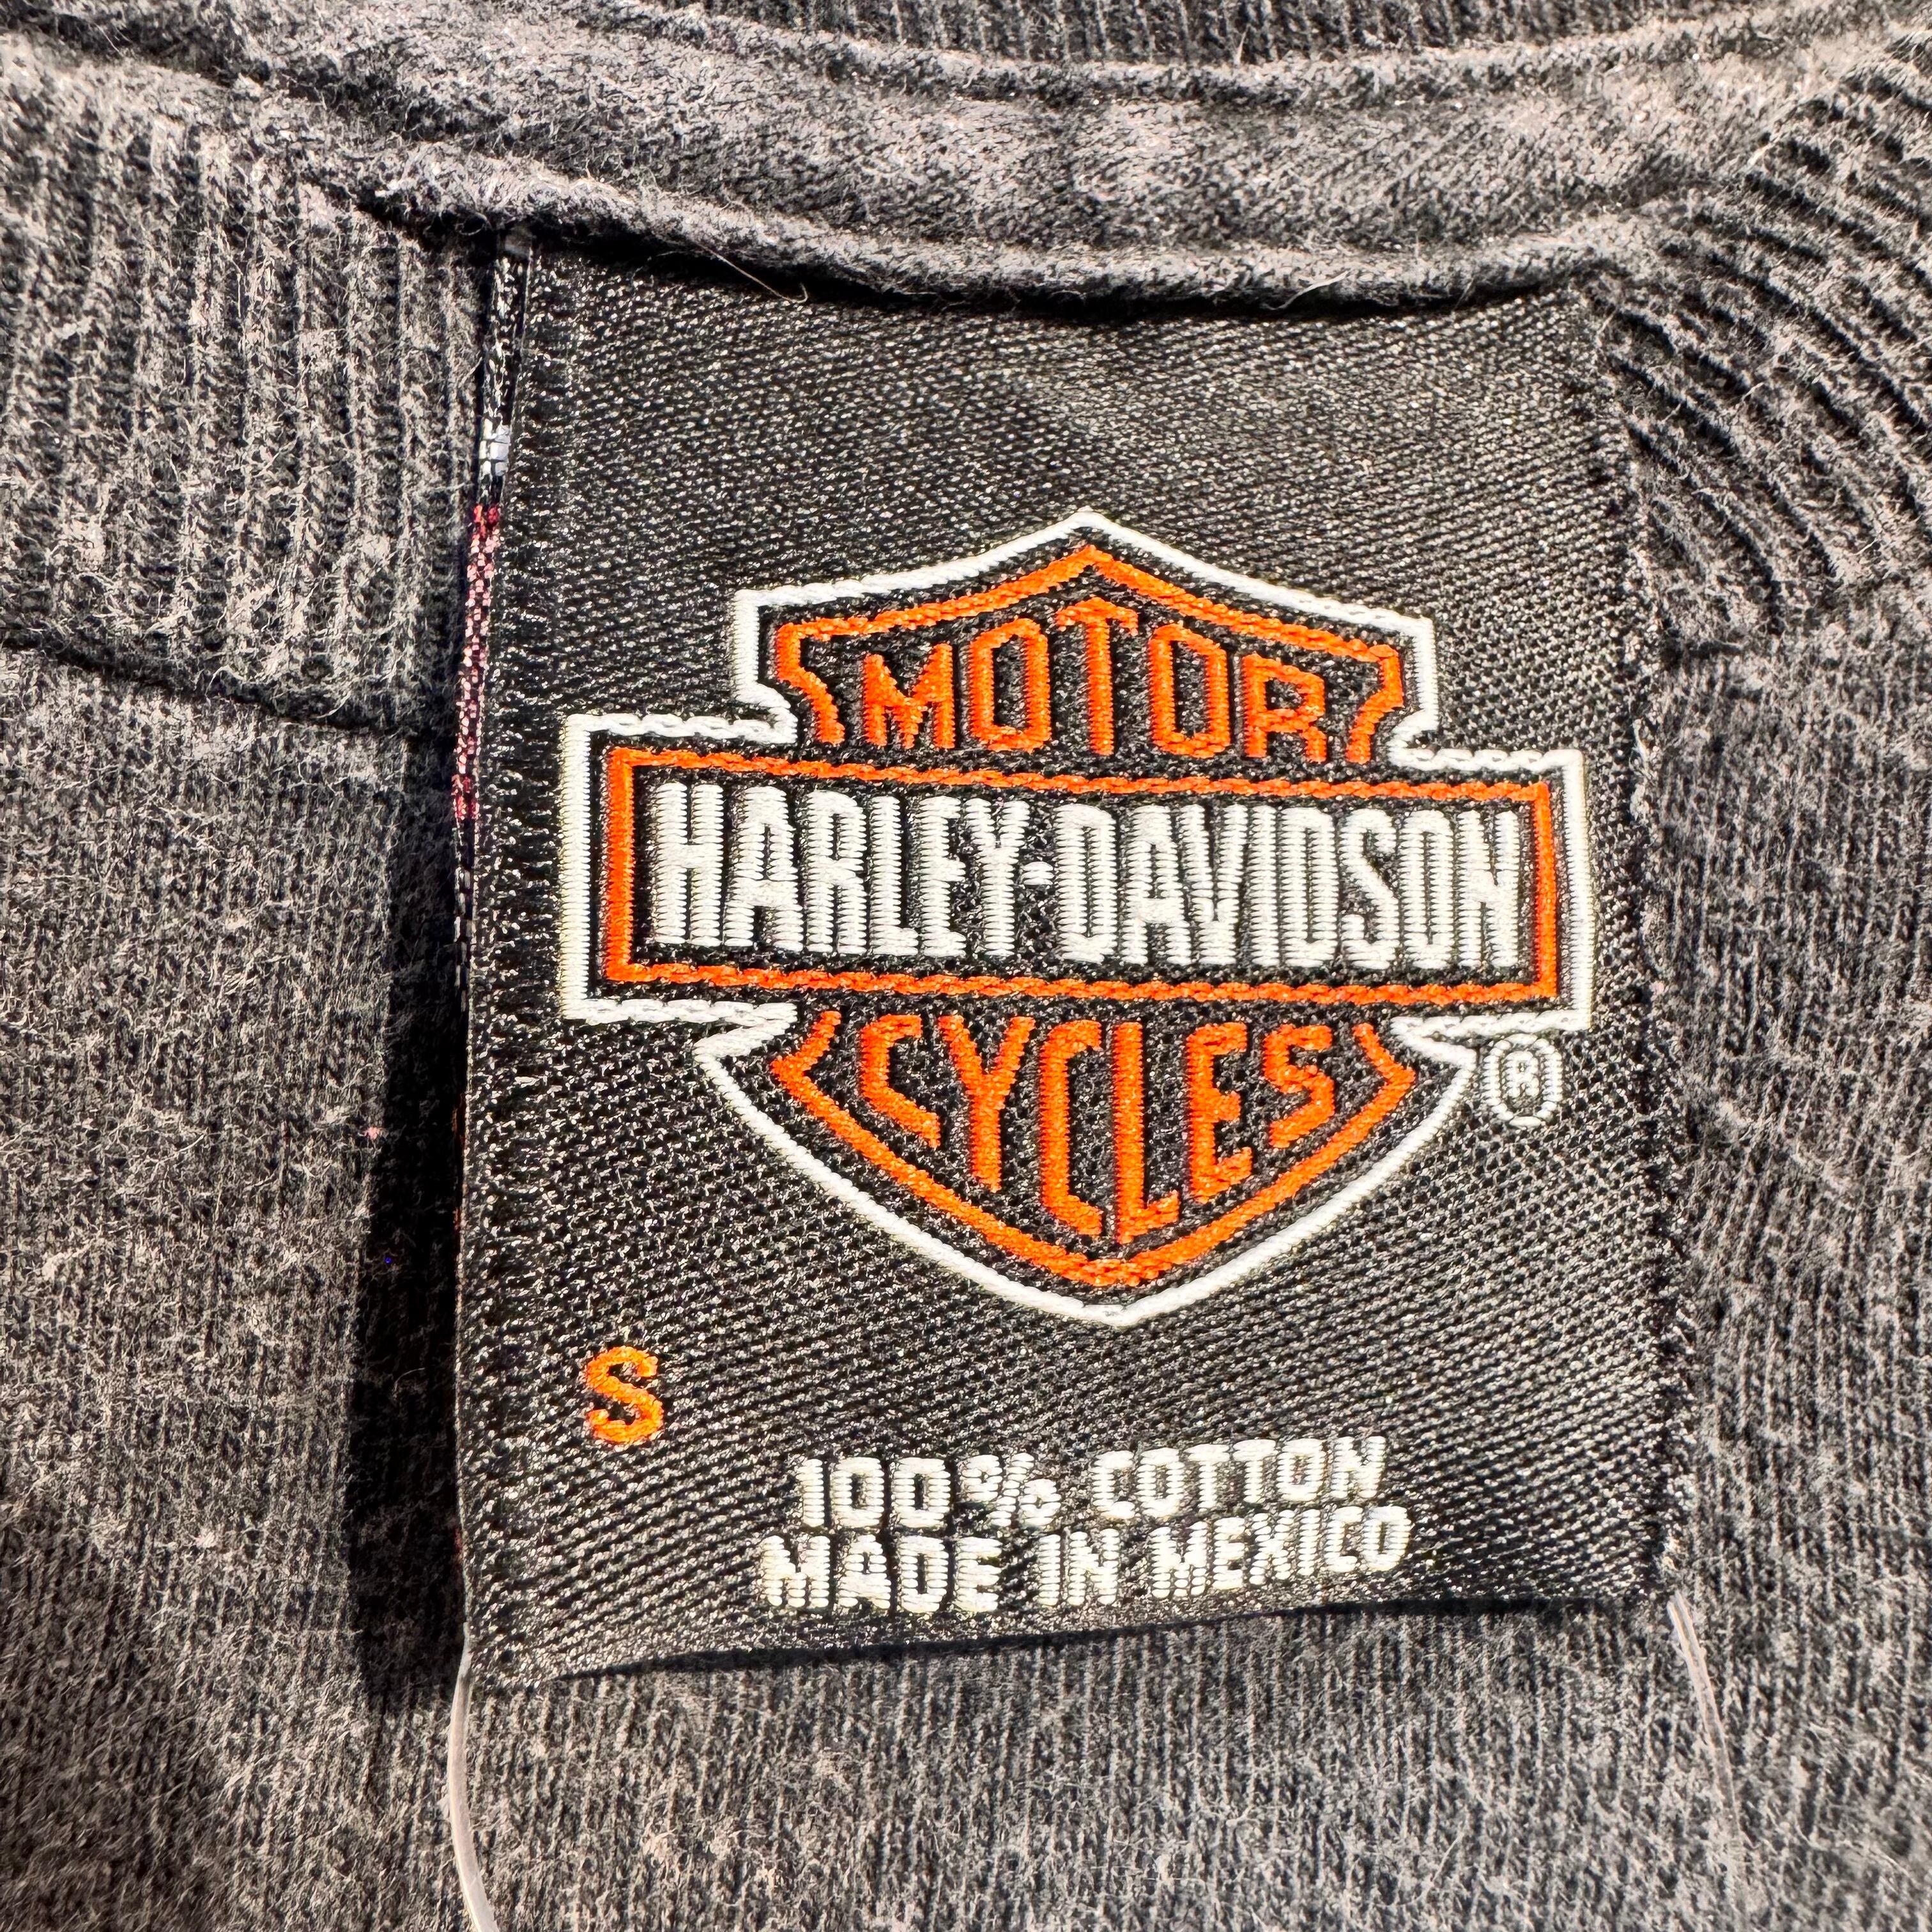 MOTOR
HARLEY-DAVIDSON
CYCLES
®
S
100% COTTON
MADE IN MEXICO